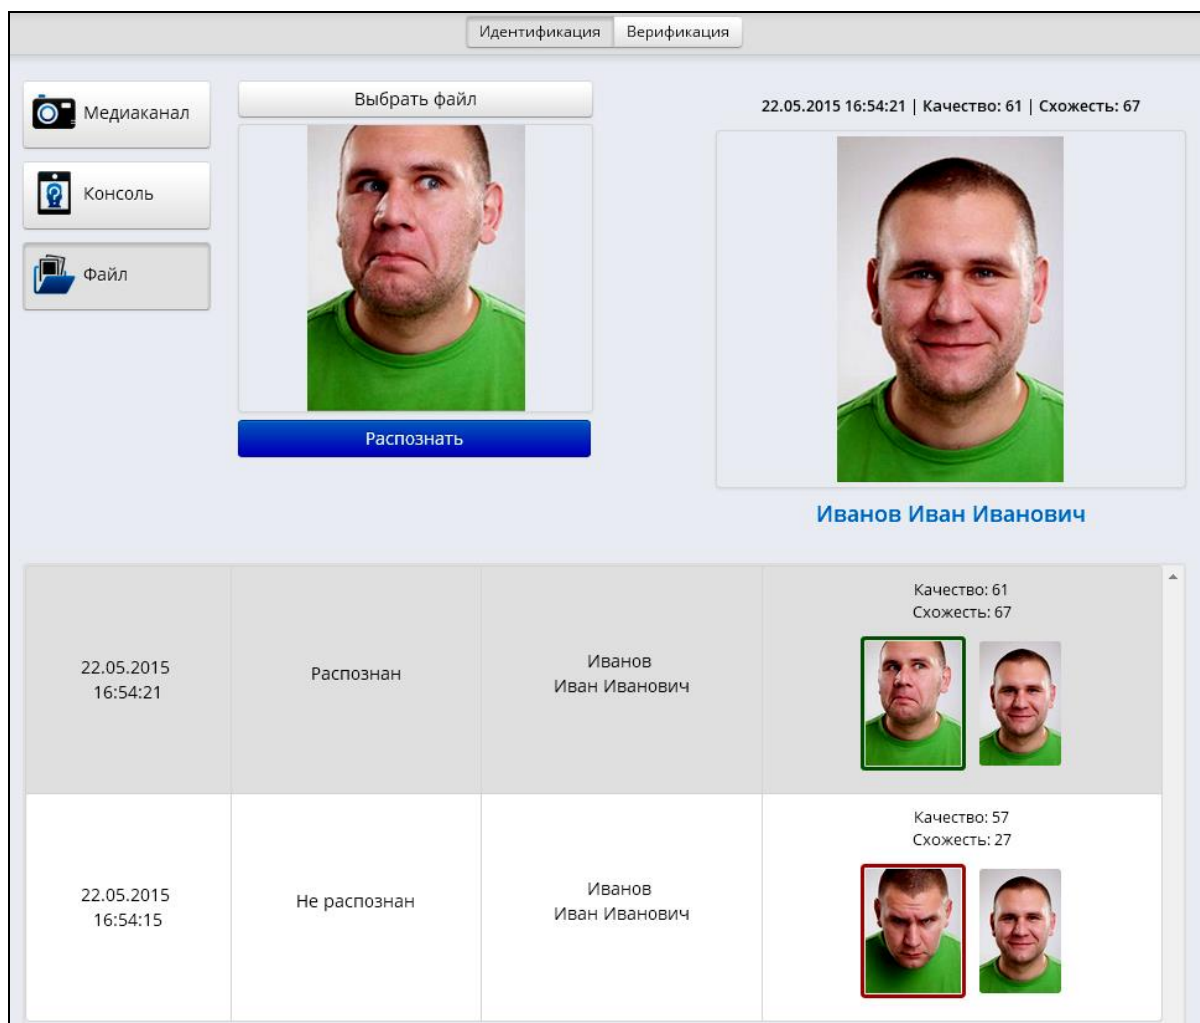 Идентификация
Верификация
Медиаканал
Консоль
Файл
Выбрать файл
Распознать
22.05.2015 16:54:21 | Качество: 61 | Схожесть: 67
Иванов Иван Иванович
22.05.2015
16:54:21
Распознан
Иванов
Иван Иванович
Качество: 61
Схожесть: 67
22.05.2015
16:54:15
Не распознан
Иванов
Иван Иванович
Качество: 57
Схожесть: 27